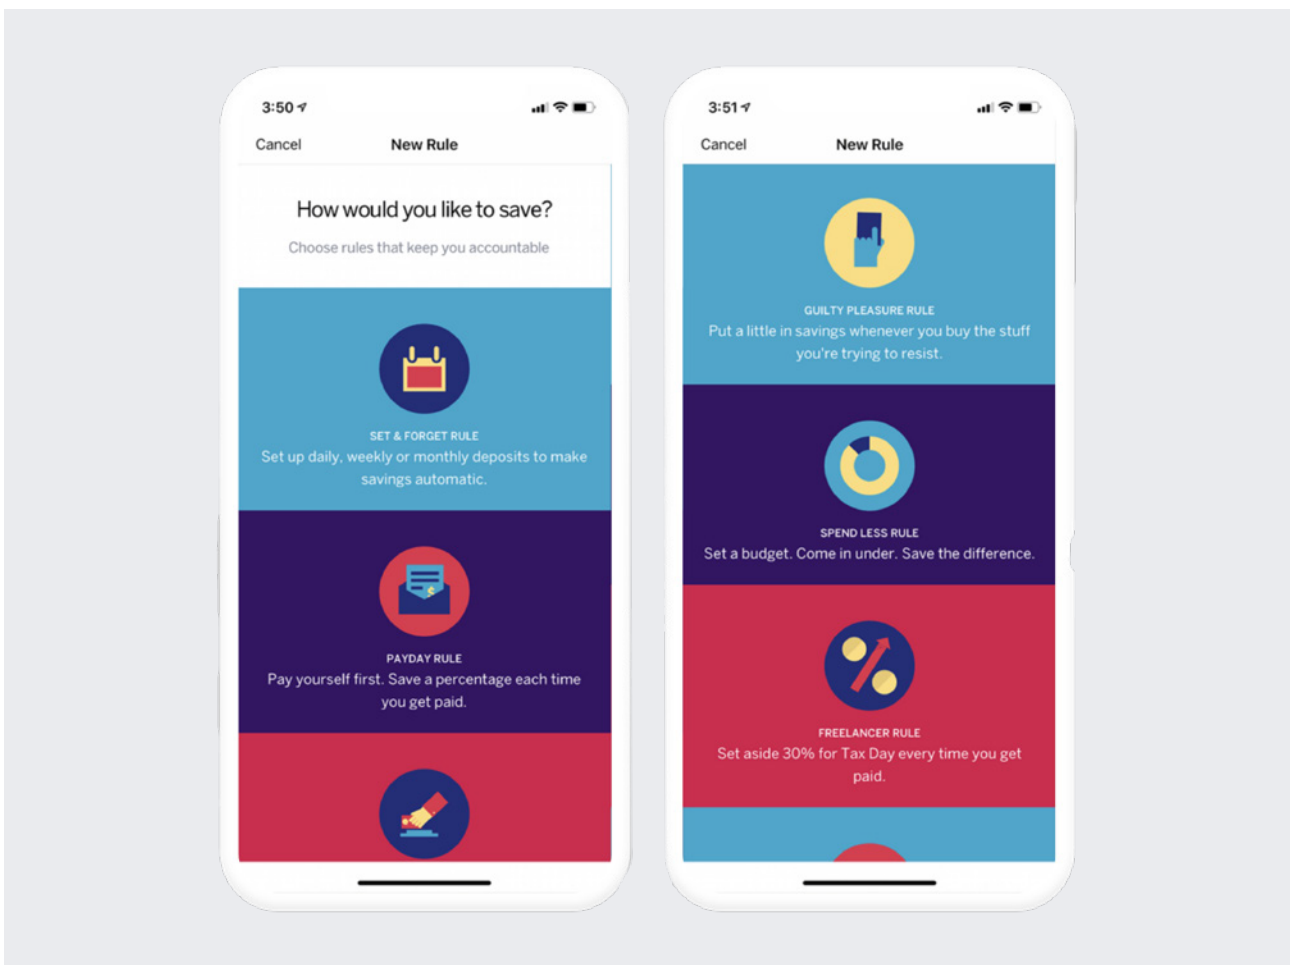 3:50
Cancel
New Rule
How would you like to save?
Choose rules that keep you accountable
SET & FORGET RULE
Set up daily, weekly or monthly deposits to make
savings automatic.
PAYDAY RULE
Pay yourself first. Save a percentage each time
you get paid.
3:51
Cancel
New Rule
GUILTY PLEASURE RULE
Put a little in savings whenever you buy the stuff
you're trying to resist.
SPEND LESS RULE
Set a budget. Come in under. Save the difference.
FREELANCER RULE
Set aside 30% for Tax Day every time you get
paid.